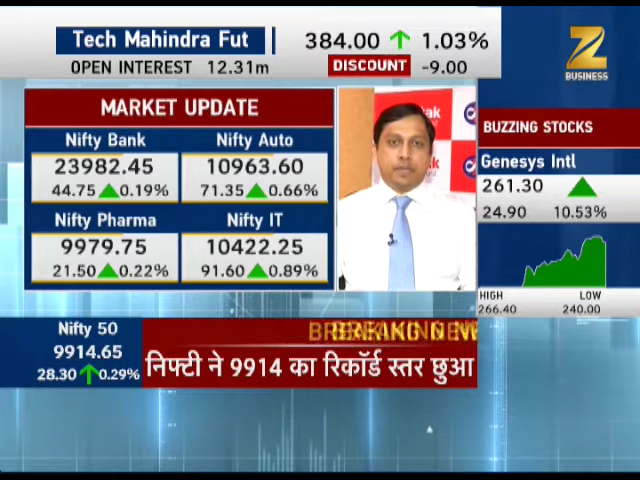 Tech Mahindra Fut
384.00 1.03%
OPEN INTEREST 12.31m
DISCOUNT -9.00
Z
BUSINESS
MARKET UPDATE
Nifty Bank
23982.45
44.75 0.19%
Nifty Auto
10963.60
71.35 0.66%
Nifty Pharma
9979.75
21.50 0.22%
Nifty IT
10422.25
91.60 0.89%
BUZZING STOCKS
Genesys Intl
261.30
24.90 10.53%
HIGH LOW
266.40 240.00
Nifty 50
9914.65
28.30 0.29%
निफ्टी ने 9914 का रिकॉर्ड स्तर छुआ